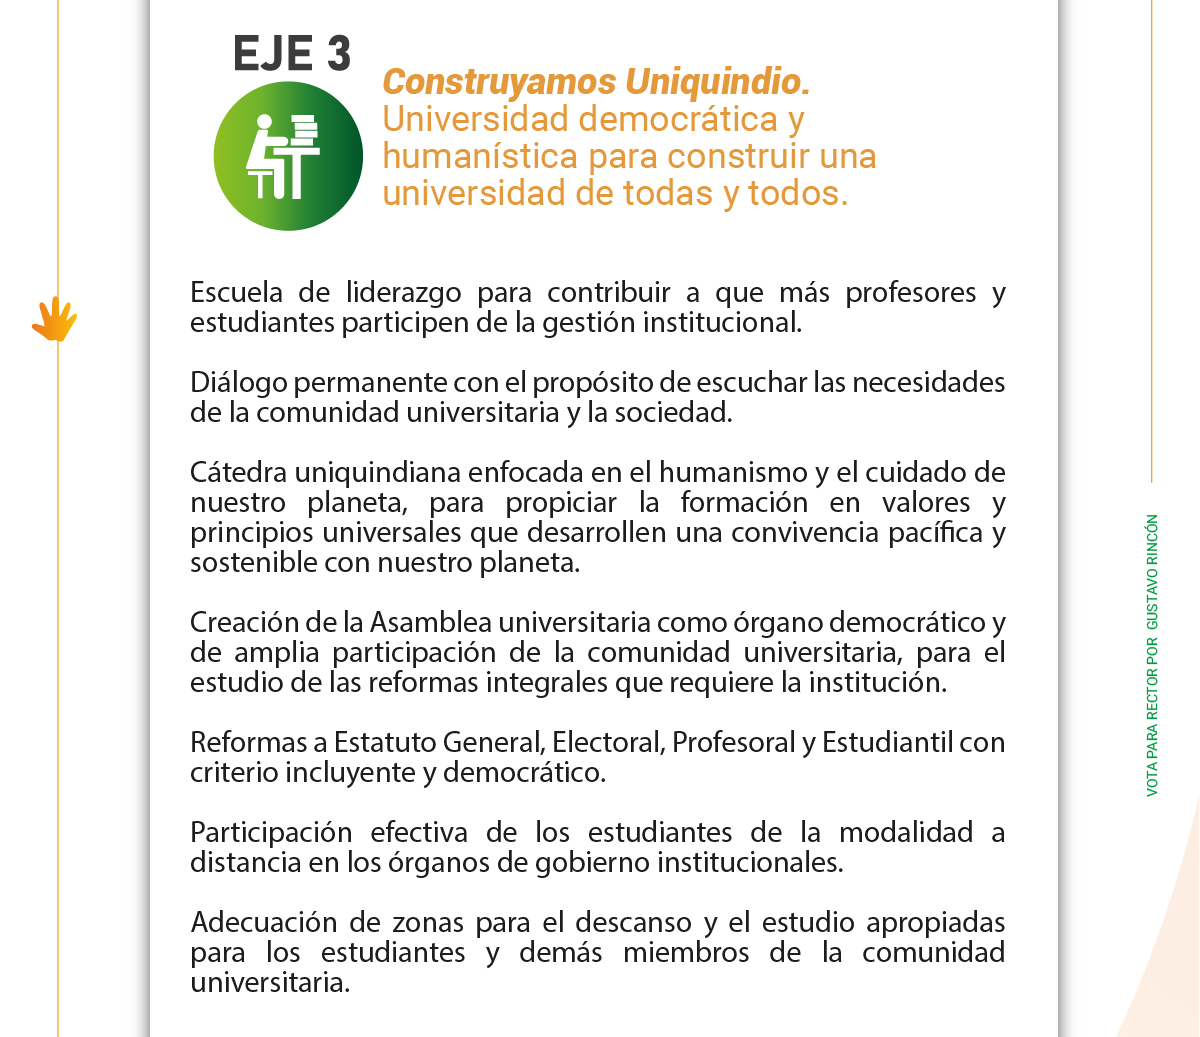 EJE 3
Construyamos Uniquindio.
Universidad democrática y
humanística para construir una
universidad de todas y todos.
Escuela de liderazgo para contribuir a que más profesores y
estudiantes participen de la gestión institucional.
Diálogo permanente con el propósito de escuchar las necesidades
de la comunidad universitaria y la sociedad.
Cátedra uniquindiana enfocada en el humanismo y el cuidado de
nuestro planeta, para propiciar la formación en valores y
principios universales que desarrollen una convivencia pacífica y
sostenible con nuestro planeta.
Creación de la Asamblea universitaria como órgano democrático y
de amplia participación de la comunidad universitaria, para el
estudio de las reformas integrales que requiere la institución.
Reformas a Estatuto General, Electoral, Profesoral y Estudiantil con
criterio incluyente y democrático.
Participación efectiva de los estudiantes de la modalidad a
distancia en los órganos de gobierno institucionales.
Adecuación de zonas para el descanso y el estudio apropiadas
para los estudiantes y demás miembros de la comunidad
universitaria.
VOTA PARA RECTOR POR GUSTAVO RINCÓN